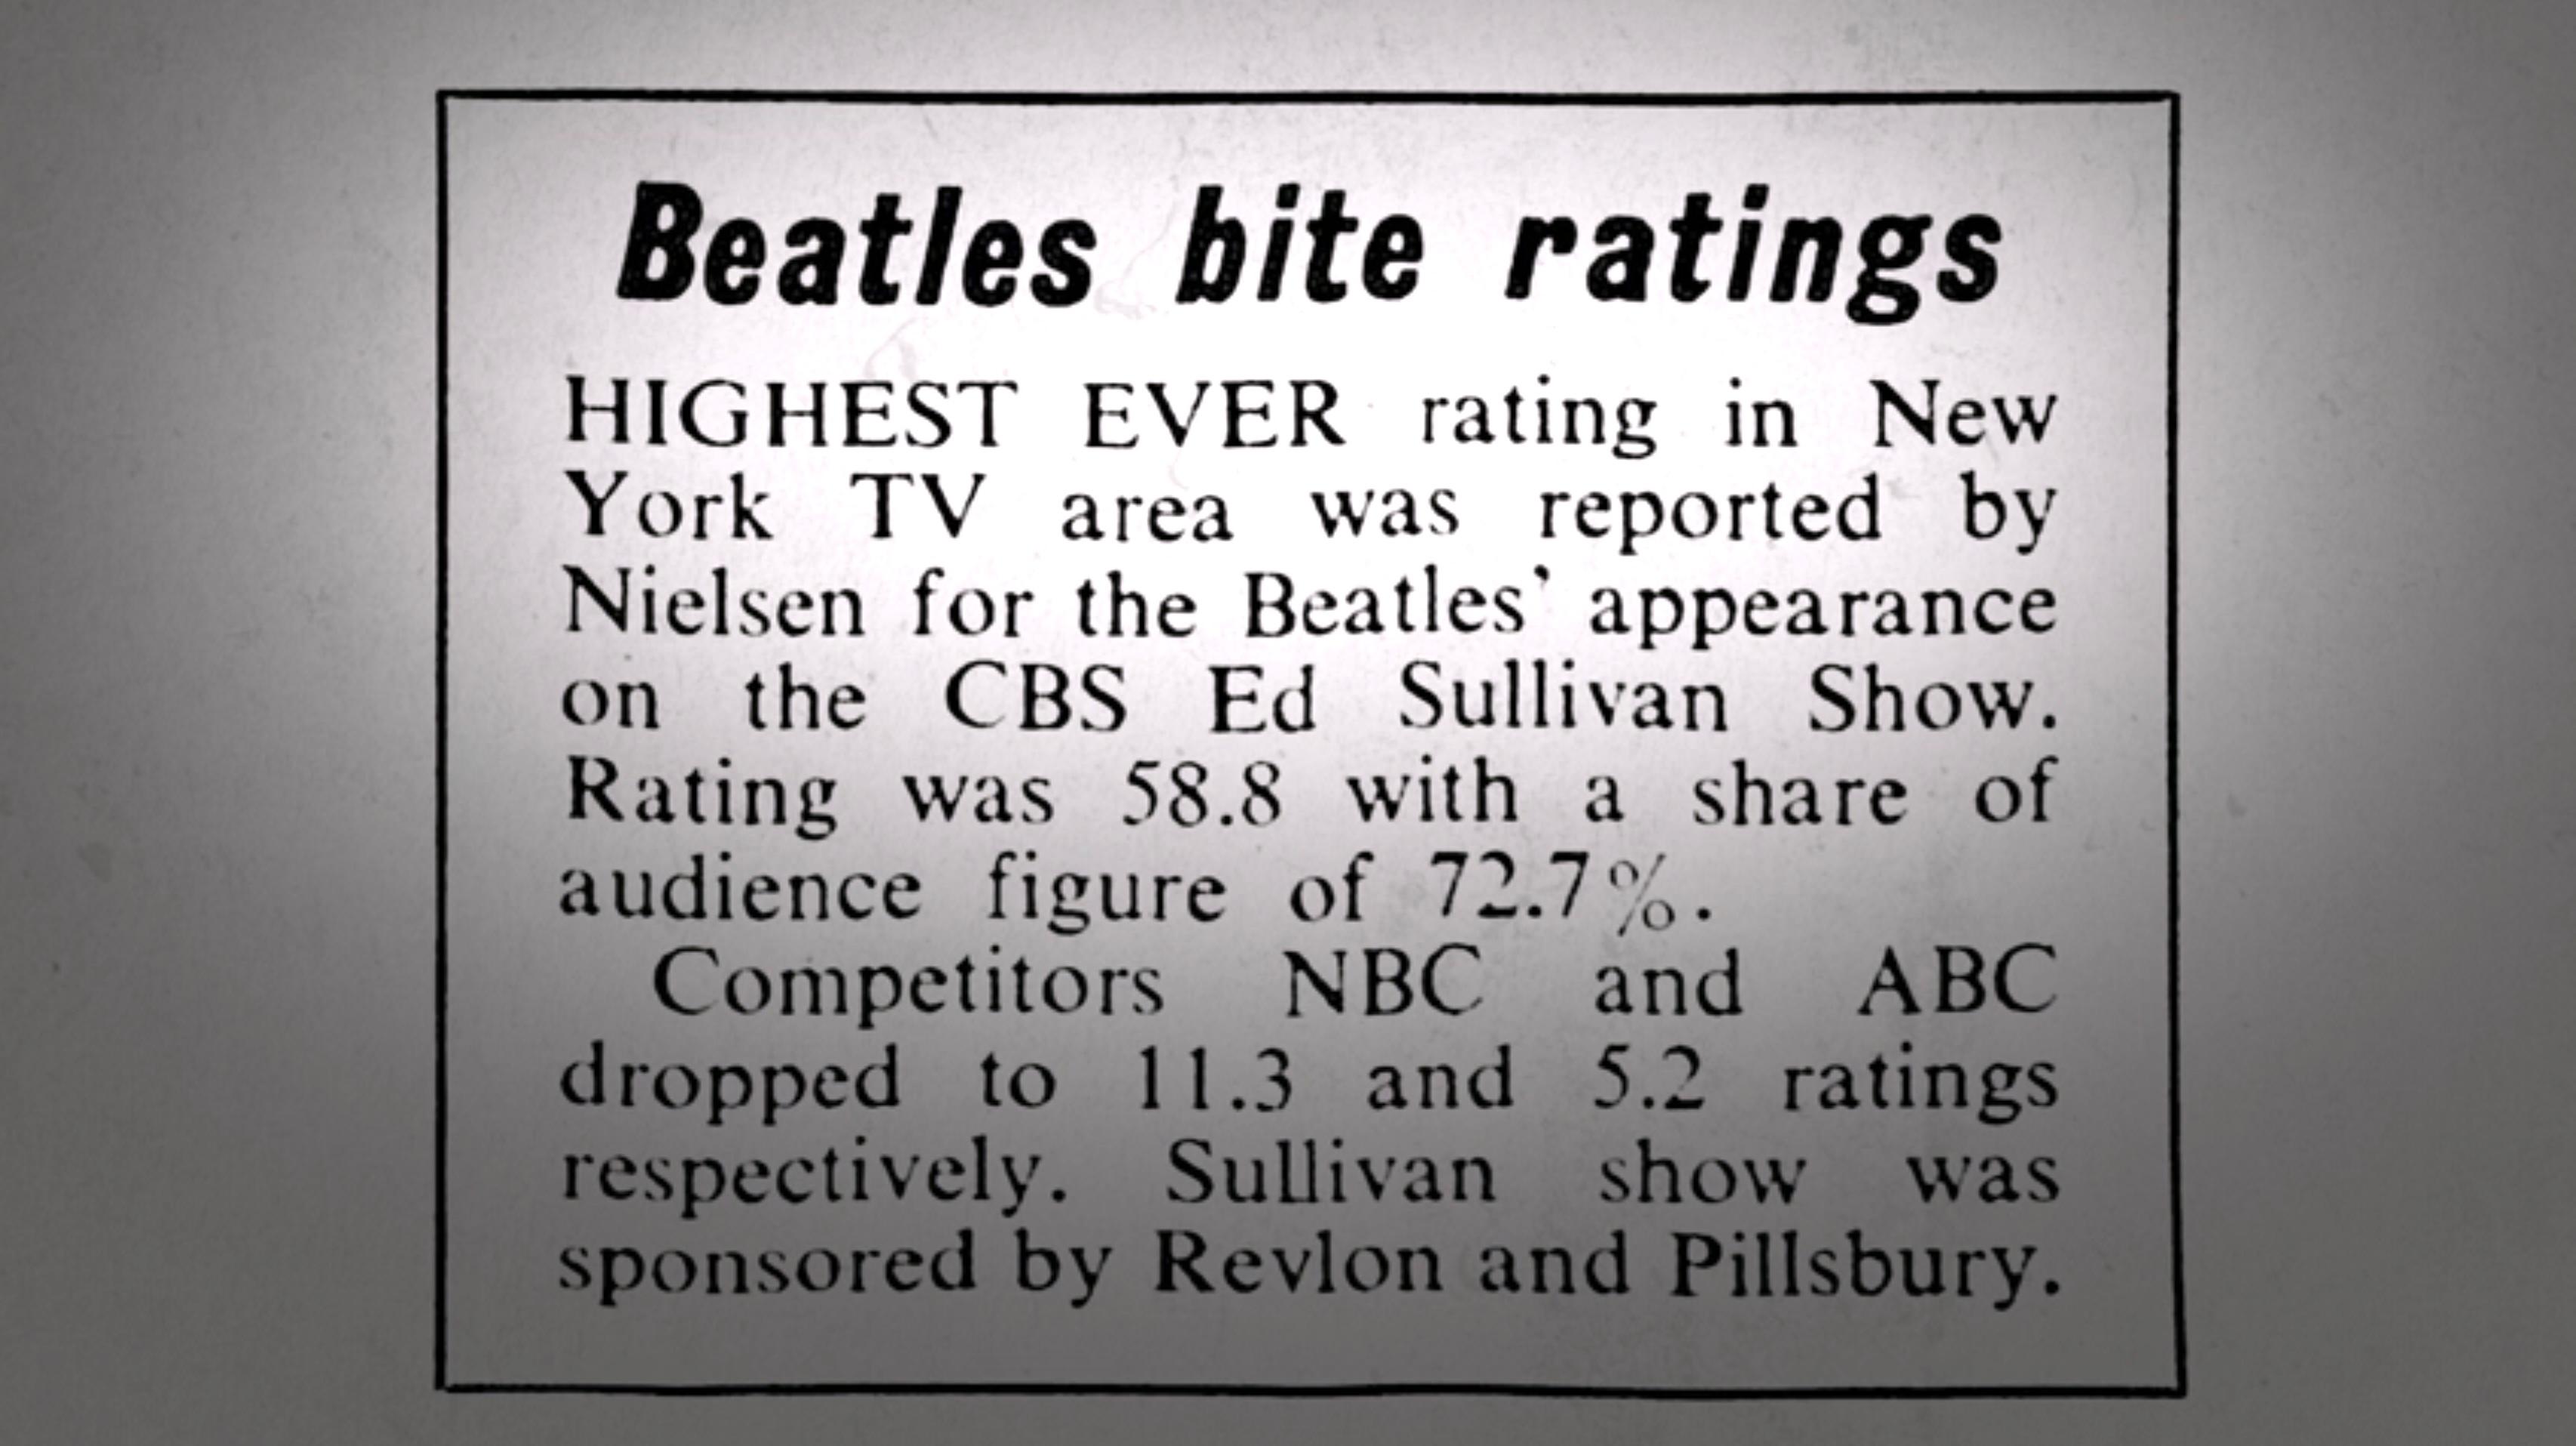 Beatles bite ratings
HIGHEST EVER rating in New
York TV area was reported by
Nielsen for the Beatles' appearance
on the CBS Ed Sullivan Show.
Rating was 58.8 with a share of
audience figure of 72.7%.
Competitors NBC and ABC
dropped to 11.3 and 5.2 ratings
respectively. Sullivan show was
sponsored by Revlon and Pillsbury.